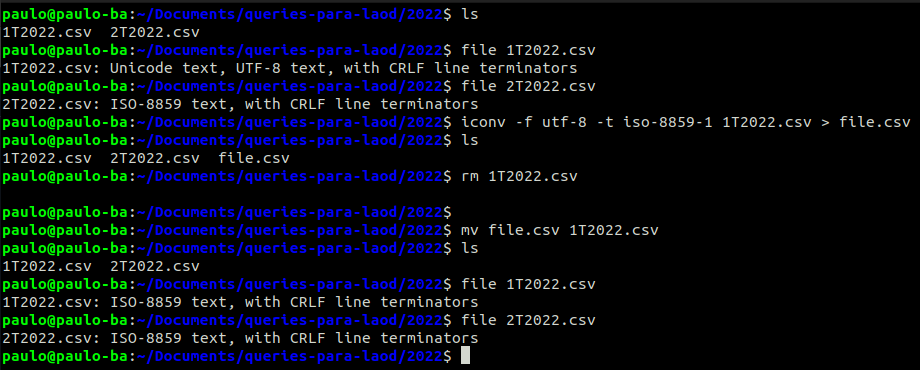 paulo@paulo-ba:~/Documents/queries-para-laod/2022$ ls
1T2022.csv  2T2022.csv
paulo@paulo-ba:~/Documents/queries-para-laod/2022$ file 1T2022.csv
1T2022.csv: Unicode text, UTF-8 text, with CRLF line terminators
paulo@paulo-ba:~/Documents/queries-para-laod/2022$ file 2T2022.csv
2T2022.csv: ISO-8859 text, with CRLF line terminators
paulo@paulo-ba:~/Documents/queries-para-laod/2022$ iconv -f utf-8 -t iso-8859-1 1T2022.csv > file.csv
paulo@paulo-ba:~/Documents/queries-para-laod/2022$ ls
1T2022.csv  2T2022.csv  file.csv
paulo@paulo-ba:~/Documents/queries-para-laod/2022$ rm 1T2022.csv
paulo@paulo-ba:~/Documents/queries-para-laod/2022$
paulo@paulo-ba:~/Documents/queries-para-laod/2022$ mv file.csv 1T2022.csv
paulo@paulo-ba:~/Documents/queries-para-laod/2022$ ls
1T2022.csv  2T2022.csv
paulo@paulo-ba:~/Documents/queries-para-laod/2022$ file 1T2022.csv
1T2022.csv: ISO-8859 text, with CRLF line terminators
paulo@paulo-ba:~/Documents/queries-para-laod/2022$ file 2T2022.csv
2T2022.csv: ISO-8859 text, with CRLF line terminators
paulo@paulo-ba:~/Documents/queries-para-laod/2022$